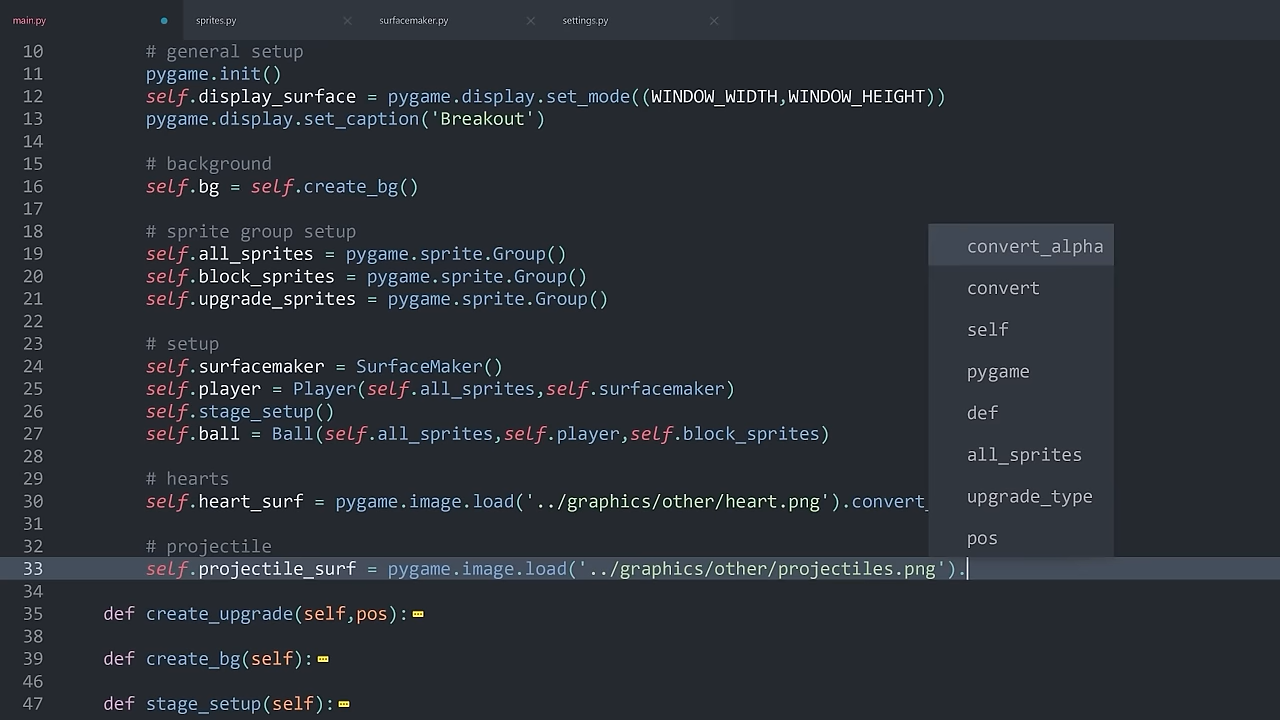 main.py sprites.py surfacemaker.py settings.py
10 # general setup
11 pygame.init()
12 self.display_surface = pygame.display.set_mode((WINDOW_WIDTH,WINDOW_HEIGHT))
13 pygame.display.set_caption('Breakout')
14
15 # background
16 self.bg = self.create_bg()
17
18 # sprite group setup
19 self.all_sprites = pygame.sprite.Group()
20 self.block_sprites = pygame.sprite.Group()
21 self.upgrade_sprites = pygame.sprite.Group()
22
23 # setup
24 self.surfacemaker = SurfaceMaker()
25 self.player = Player(self.all_sprites,self.surfacemaker)
26 self.stage_setup()
27 self.ball = Ball(self.all_sprites,self.player,self.block_sprites)
28
29 # hearts
30 self.heart_surf = pygame.image.load('../graphics/other/heart.png').convert_
31
32 # projectile
33 self.projectile_surf = pygame.image.load('../graphics/other/projectiles.png').
34
35 def create_upgrade(self,pos):
38
39 def create_bg(self):
46
47 def stage_setup(self):
convert_alpha
convert
self
pygame
def
all_sprites
upgrade_type
pos